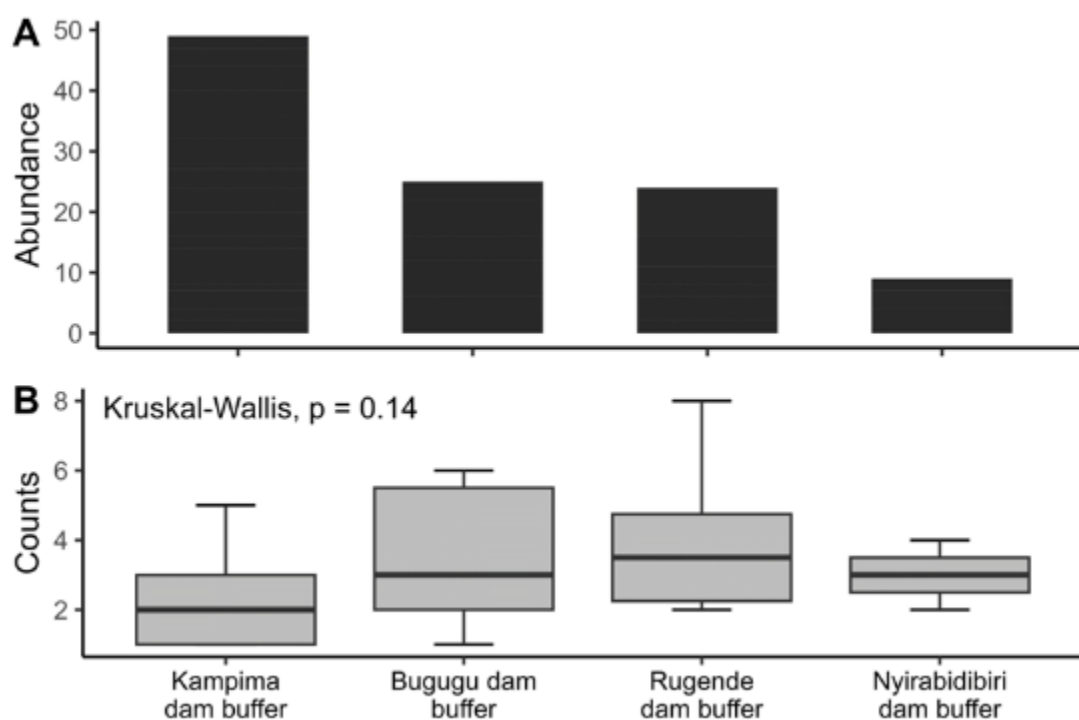 A
50
40
30
20
10
0
Abundance
B
Kruskal-Wallis, p = 0.14
8
6
4
2
Counts
Kampima
dam buffer
Bugugu dam
buffer
Rugende
dam buffer
Nyirabidibiri
dam buffer